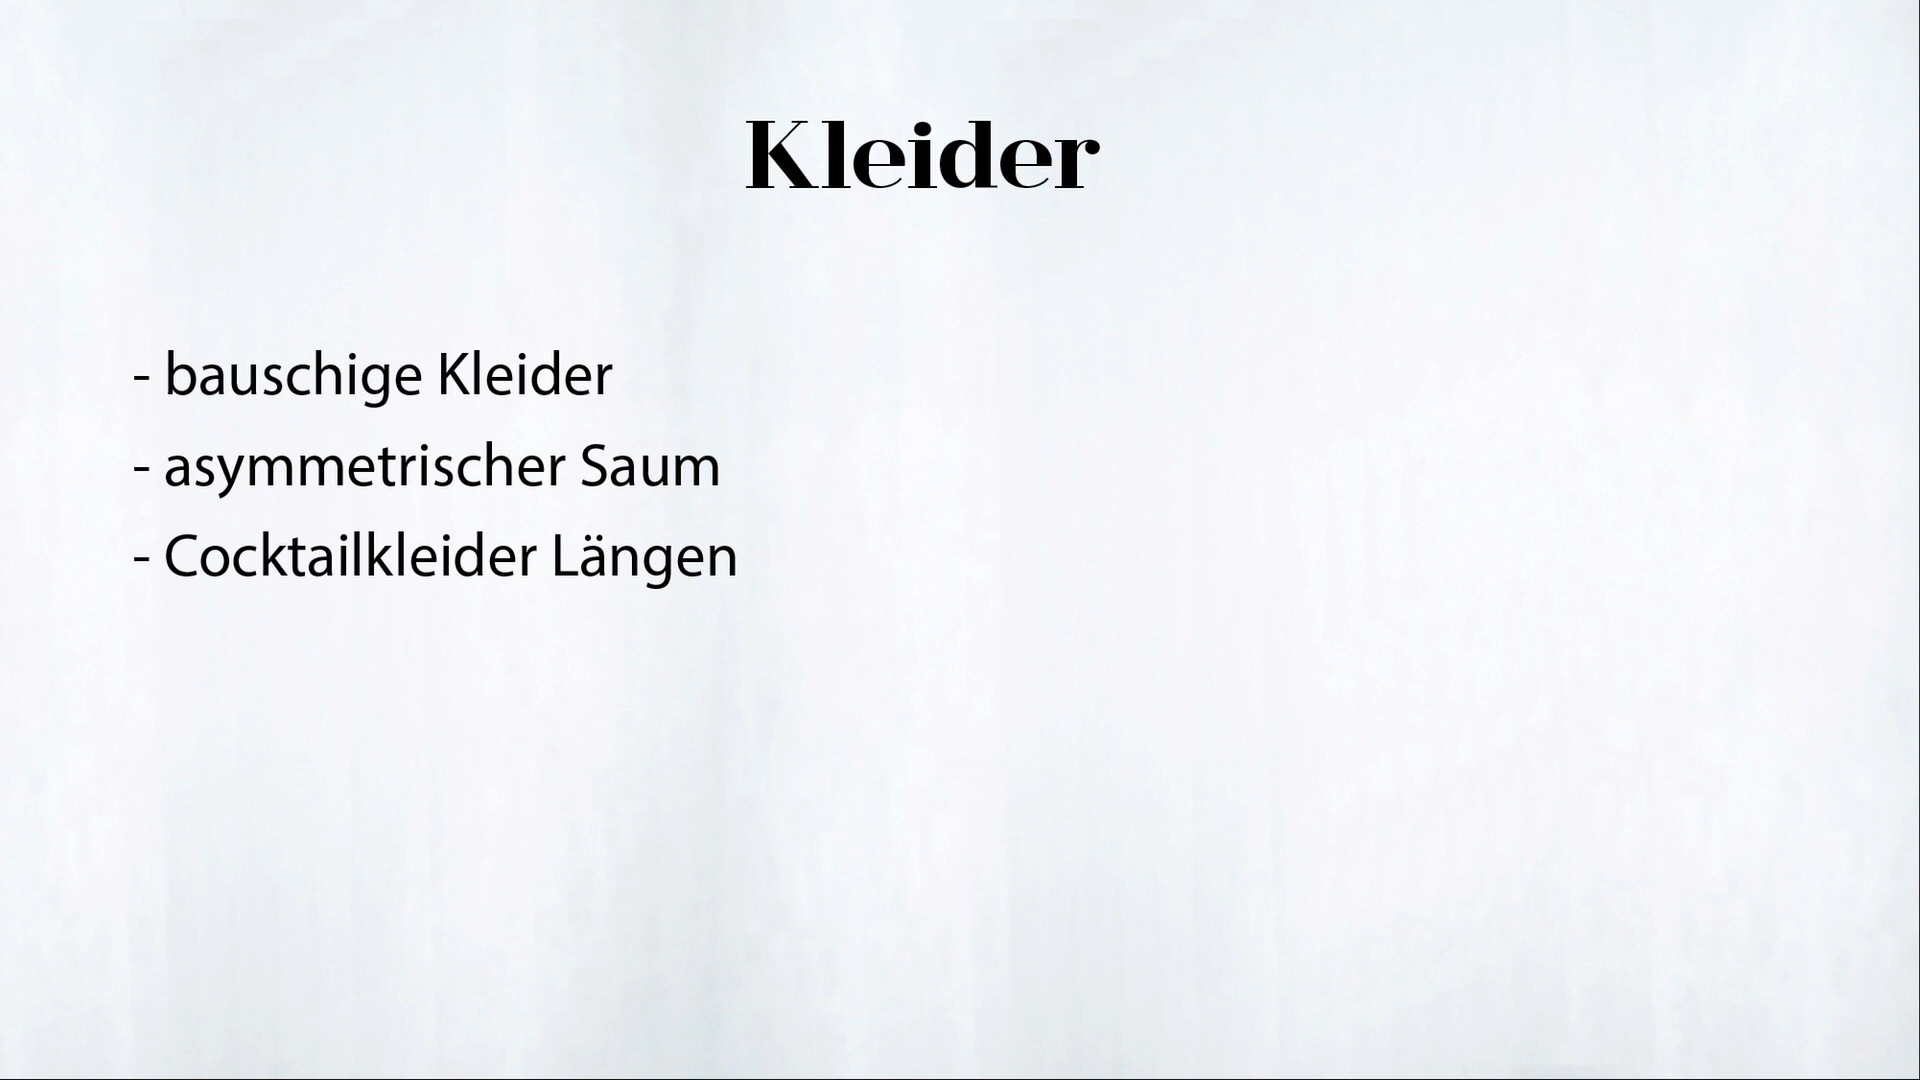 Kleider
- bauschige Kleider
- asymmetrischer Saum
- Cocktailkleider Längen